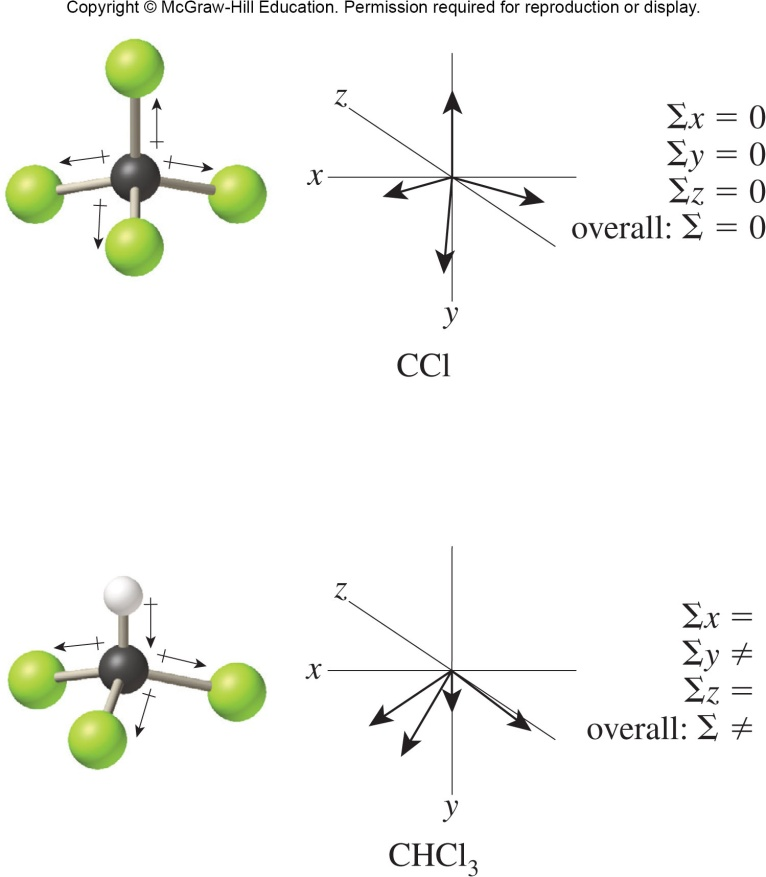 Copyright © McGraw-Hill Education. Permission required for reproduction or display.
z
x
y
Σx = 0
Σy = 0
Σz = 0
overall: Σ = 0
CCl
z
x
y
Σx =
Σy ≠
Σz =
overall: Σ ≠
CHCl₃